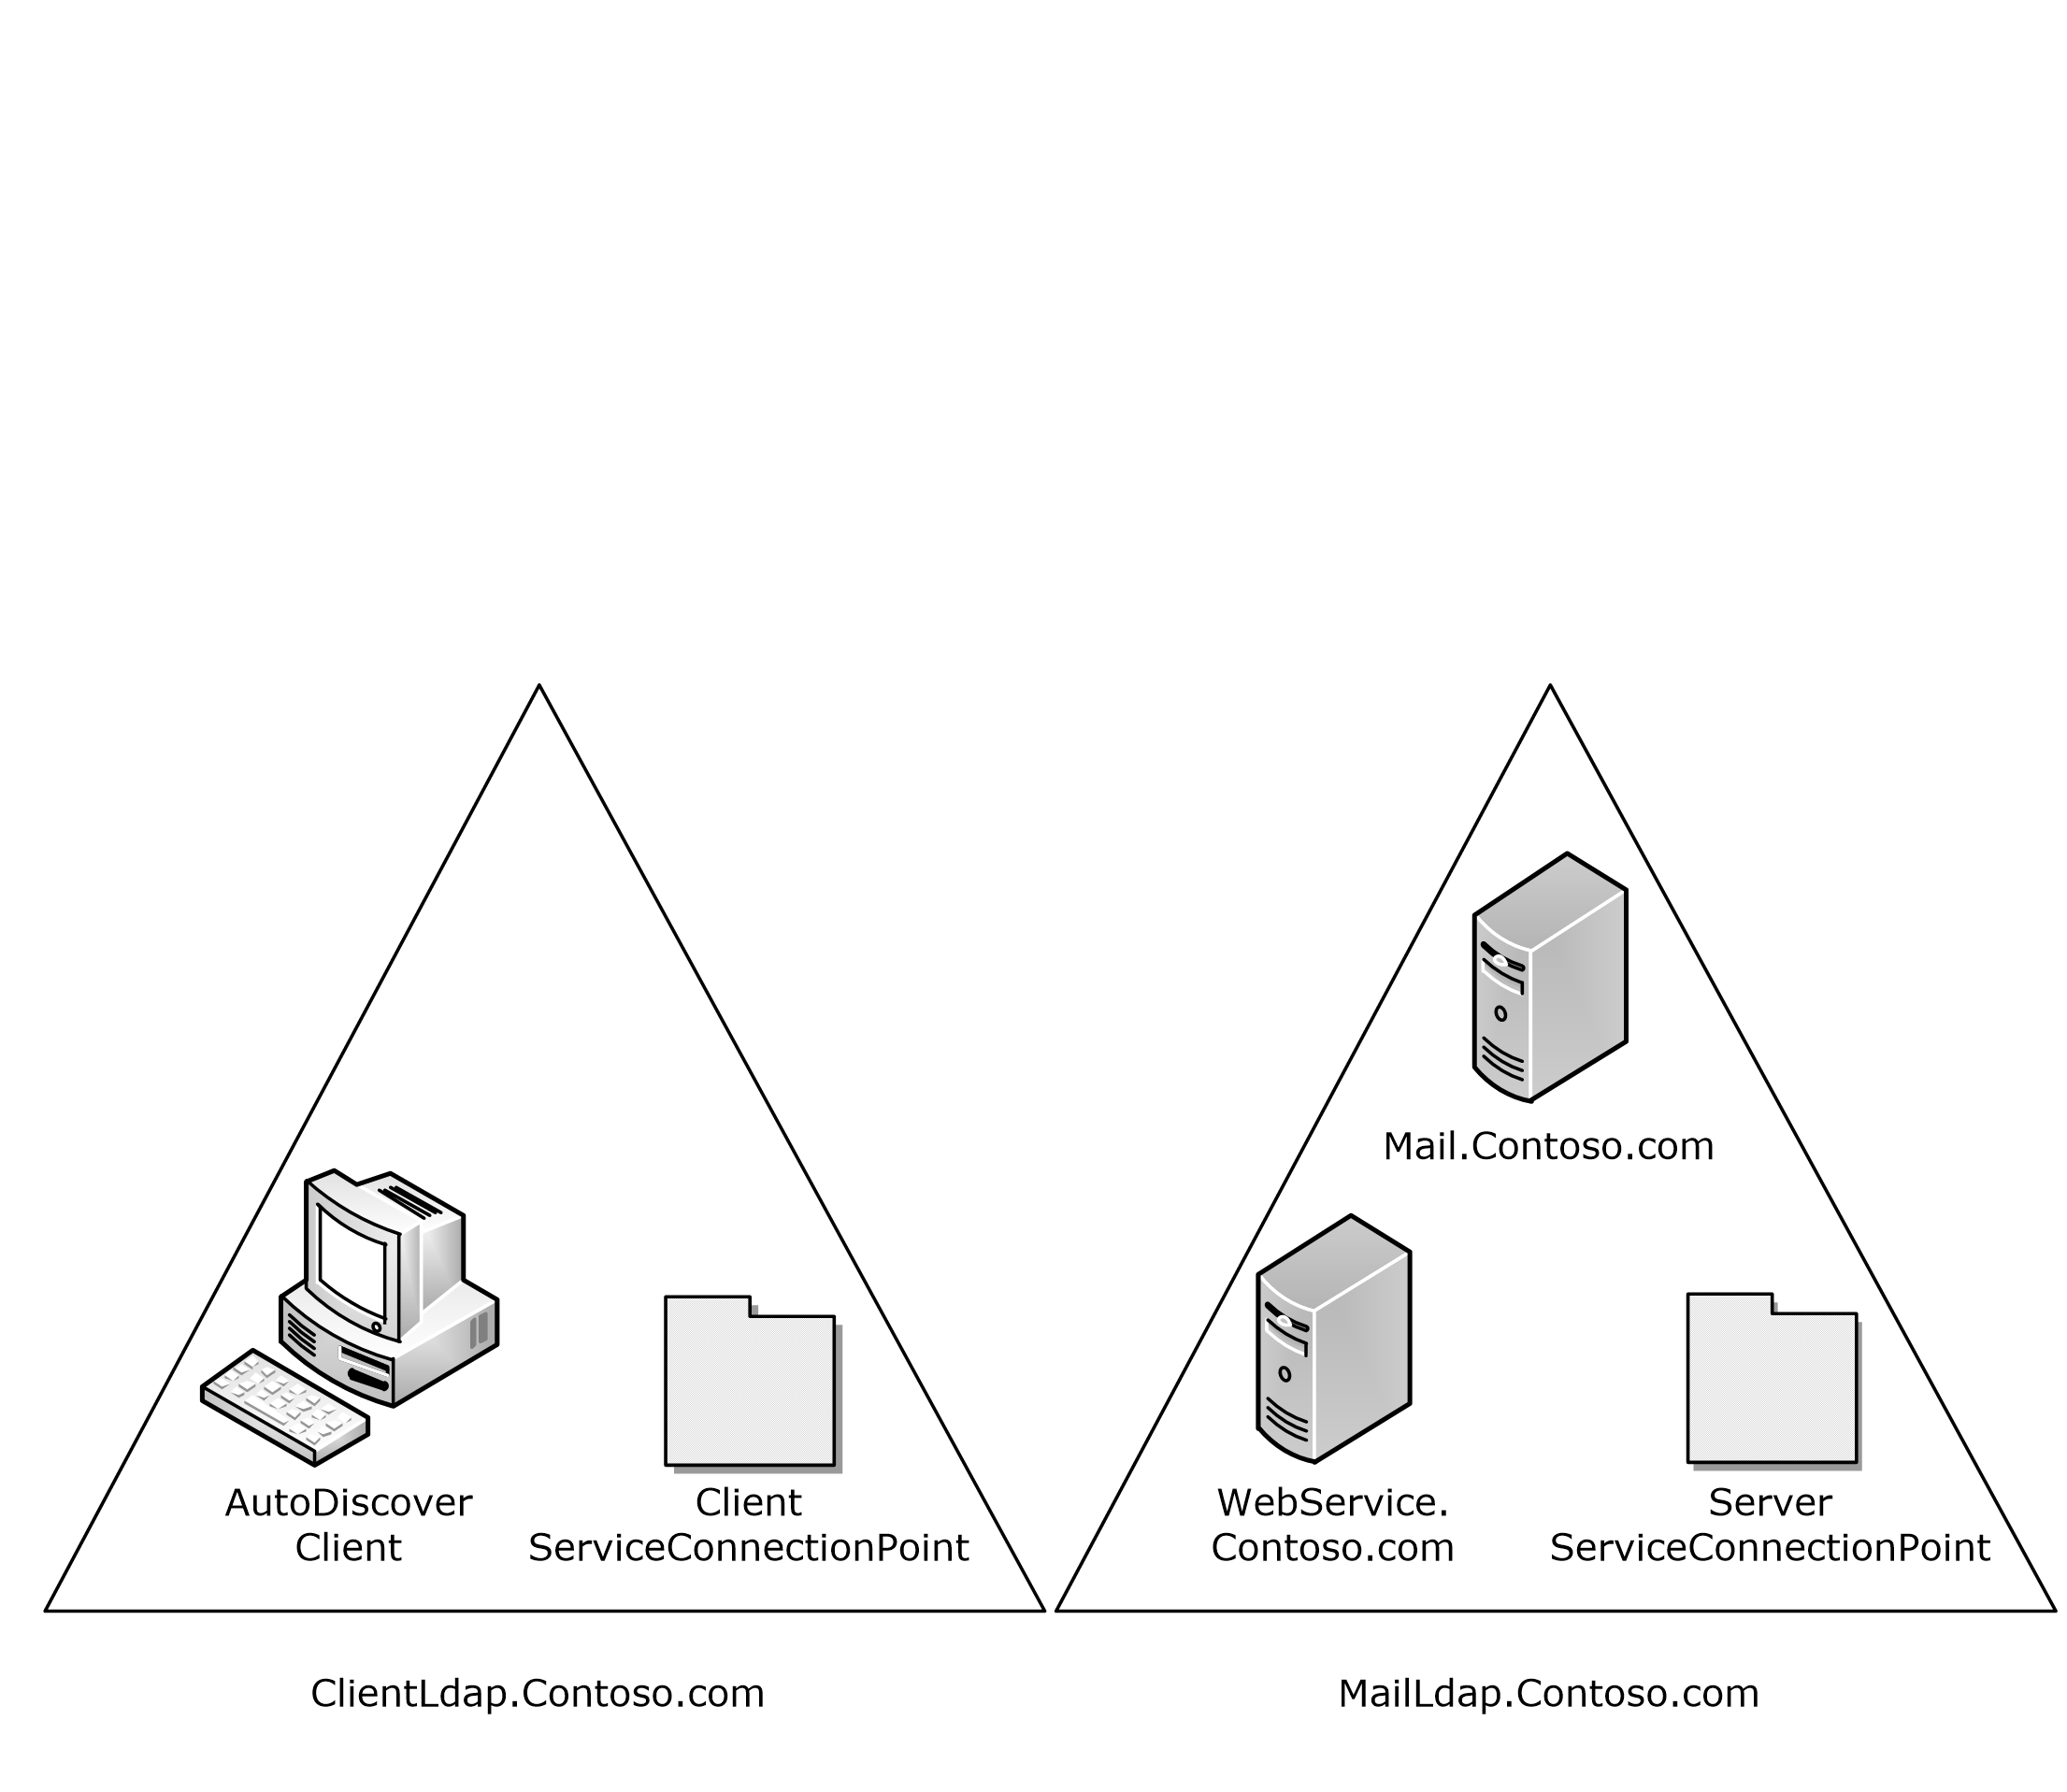 Mail.Contoso.com
AutoDiscover
Client
Client
ServiceConnectionPoint
WebService.
Contoso.com
Server
ServiceConnectionPoint
ClientLdap.Contoso.com
MailLdap.Contoso.com